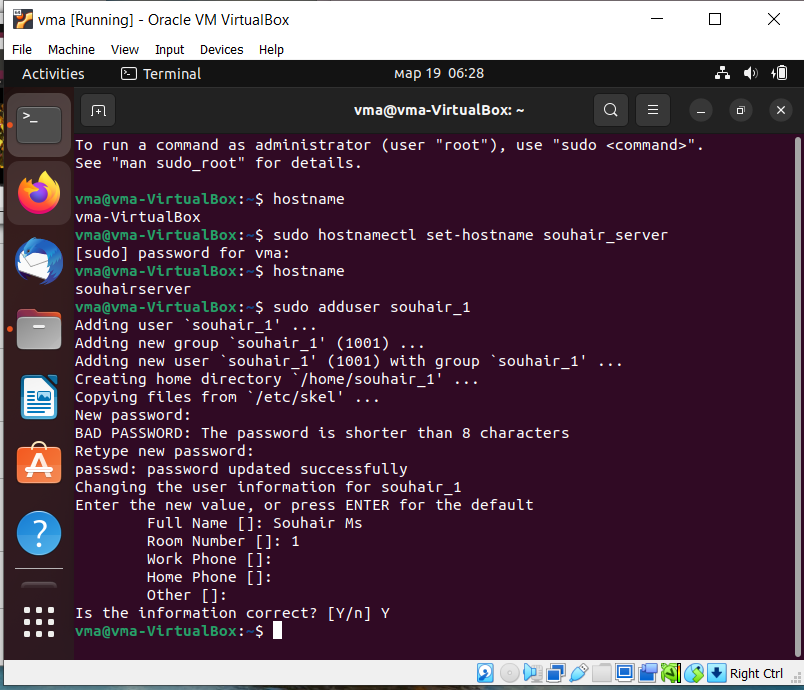 vma [Running] - Oracle VM VirtualBox
File Machine View Input Devices Help
Activities Terminal мар 19 06:28
vma@vma-VirtualBox: ~
To run a command as administrator (user "root"), use "sudo <command>".
See "man sudo_root" for details.
vma@vma-VirtualBox:~$ hostname
vma-VirtualBox
vma@vma-VirtualBox:~$ sudo hostnamectl set-hostname souhair_server
[sudo] password for vma:
vma@vma-VirtualBox:~$ hostname
souhairserver
vma@vma-VirtualBox:~$ sudo adduser souhair_1
Adding user `souhair_1' ...
Adding new group `souhair_1' (1001) ...
Adding new user `souhair_1' (1001) with group `souhair_1' ...
Creating home directory `/home/souhair_1' ...
Copying files from `/etc/skel' ...
New password:
BAD PASSWORD: The password is shorter than 8 characters
Retype new password:
passwd: password updated successfully
Changing the user information for souhair_1
Enter the new value, or press ENTER for the default
Full Name []: Souhair Ms
Room Number []: 1
Work Phone []:
Home Phone []:
Other []:
Is the information correct? [Y/n] Y
vma@vma-VirtualBox:~$
Right Ctrl